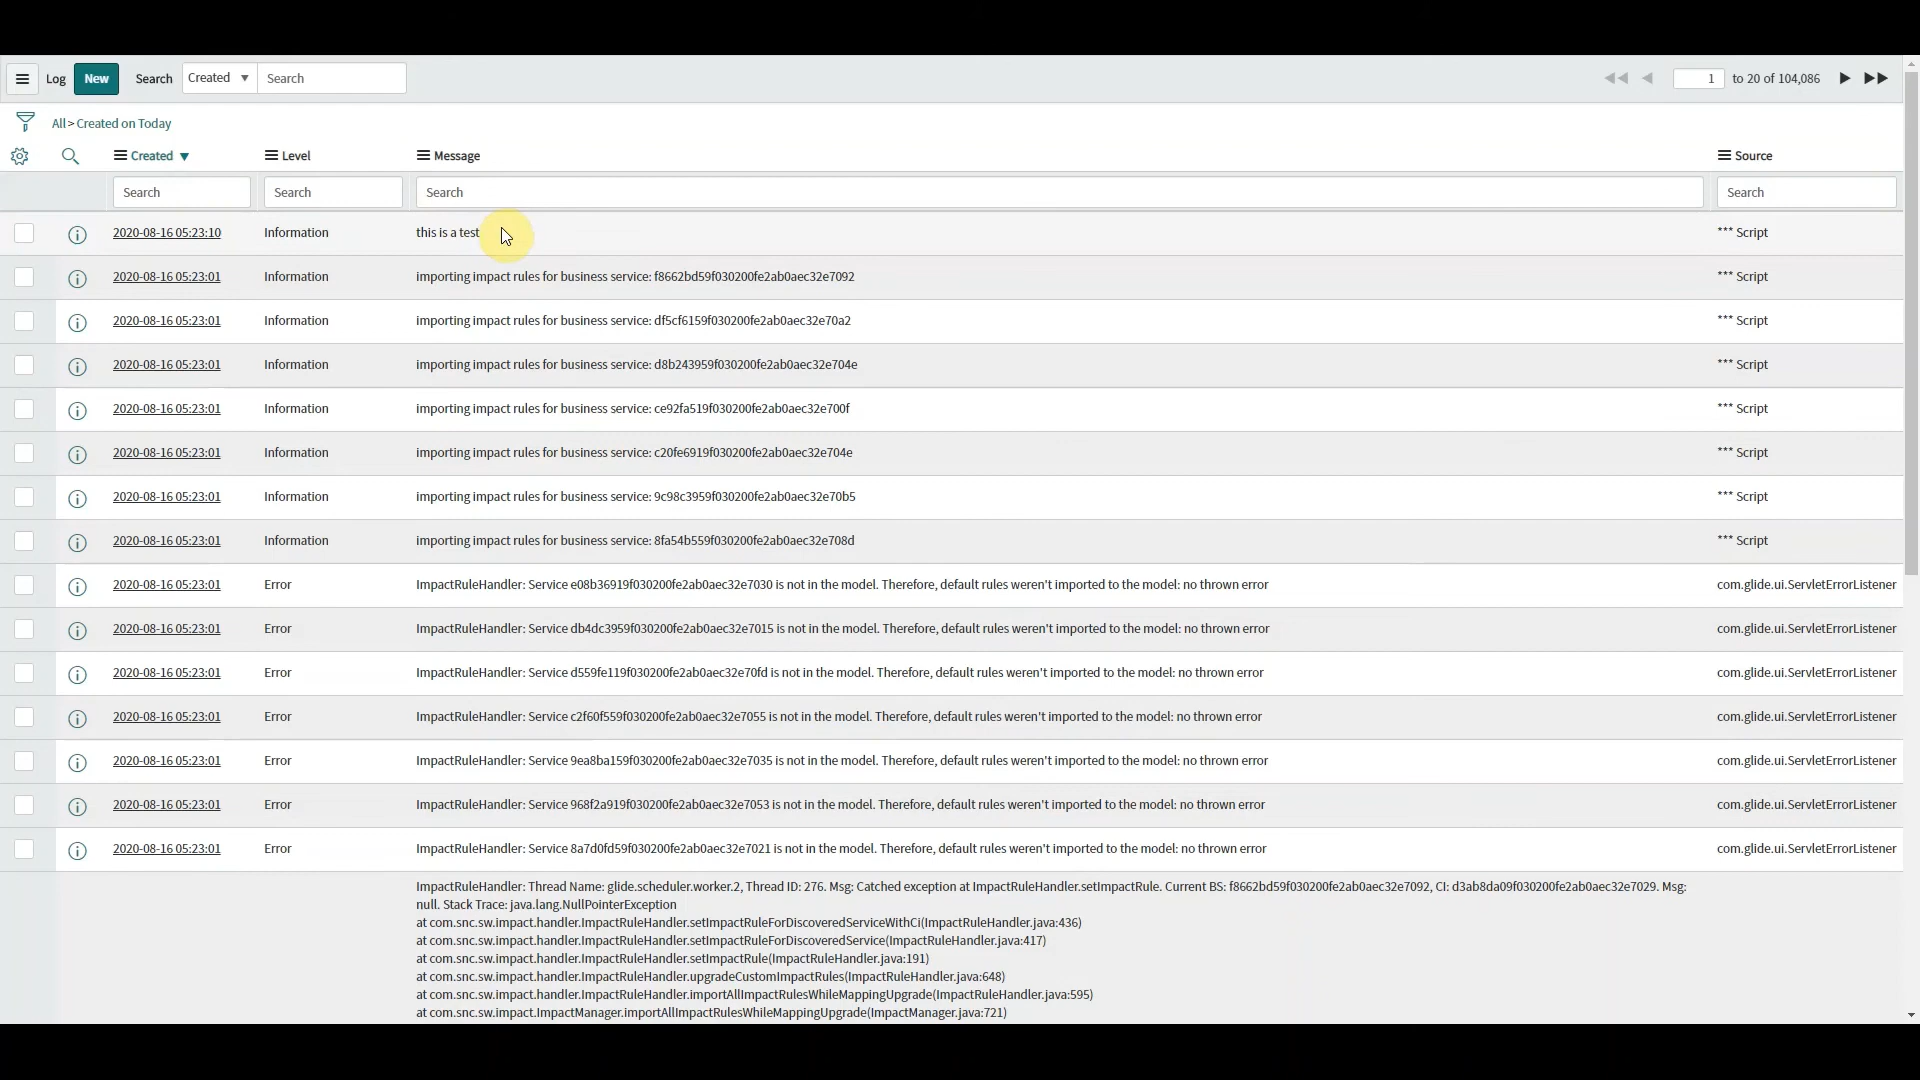 Log New Search Created Search 1 to 20 of 104,086
All > Created on Today
Created Level Message Source
Search Search Search Search
2020-08-16 05:23:10 Information this is a test *** Script
2020-08-16 05:23:01 Information importing impact rules for business service: f8662bd59f030200fe2ab0aec32e7092 *** Script
2020-08-16 05:23:01 Information importing impact rules for business service: df5cf6159f030200fe2ab0aec32e70a2 *** Script
2020-08-16 05:23:01 Information importing impact rules for business service: d8b243959f030200fe2ab0aec32e704e *** Script
2020-08-16 05:23:01 Information importing impact rules for business service: ce92fa519f030200fe2ab0aec32e700f *** Script
2020-08-16 05:23:01 Information importing impact rules for business service: c20fe6919f030200fe2ab0aec32e704e *** Script
2020-08-16 05:23:01 Information importing impact rules for business service: 9c98c3959f030200fe2ab0aec32e70b5 *** Script
2020-08-16 05:23:01 Information importing impact rules for business service: 8fa54b559f030200fe2ab0aec32e708d *** Script
2020-08-16 05:23:01 Error ImpactRuleHandler: Service e08b36919f030200fe2ab0aec32e7030 is not in the model. Therefore, default rules weren't imported to the model: no thrown error com.glide.ui.ServletErrorListener
2020-08-16 05:23:01 Error ImpactRuleHandler: Service db4dc3959f030200fe2ab0aec32e7015 is not in the model. Therefore, default rules weren't imported to the model: no thrown error com.glide.ui.ServletErrorListener
2020-08-16 05:23:01 Error ImpactRuleHandler: Service d559fe119f030200fe2ab0aec32e70fd is not in the model. Therefore, default rules weren't imported to the model: no thrown error com.glide.ui.ServletErrorListener
2020-08-16 05:23:01 Error ImpactRuleHandler: Service c2f60f559f030200fe2ab0aec32e7055 is not in the model. Therefore, default rules weren't imported to the model: no thrown error com.glide.ui.ServletErrorListener
2020-08-16 05:23:01 Error ImpactRuleHandler: Service 9ea8ba159f030200fe2ab0aec32e7035 is not in the model. Therefore, default rules weren't imported to the model: no thrown error com.glide.ui.ServletErrorListener
2020-08-16 05:23:01 Error ImpactRuleHandler: Service 968f2a919f030200fe2ab0aec32e7053 is not in the model. Therefore, default rules weren't imported to the model: no thrown error com.glide.ui.ServletErrorListener
2020-08-16 05:23:01 Error ImpactRuleHandler: Service 8a7d0fd59f030200fe2ab0aec32e7021 is not in the model. Therefore, default rules weren't imported to the model: no thrown error com.glide.ui.ServletErrorListener
ImpactRuleHandler: Thread Name: glide.scheduler.worker.2, Thread ID: 276. Msg: Catched exception at ImpactRuleHandler.setImpactRule. Current BS: f8662bd59f030200fe2ab0aec32e7092, CI: d3ab8da09f030200fe2ab0aec32e7029. Msg:
null. Stack Trace: java.lang.NullPointerException
at com.snc.sw.impact.handler.ImpactRuleHandler.setImpactRuleForDiscoveredServiceWithCi(ImpactRuleHandler.java:436)
at com.snc.sw.impact.handler.ImpactRuleHandler.setImpactRuleForDiscoveredService(ImpactRuleHandler.java:417)
at com.snc.sw.impact.handler.ImpactRuleHandler.setImpactRule(ImpactRuleHandler.java:191)
at com.snc.sw.impact.handler.ImpactRuleHandler.upgradeCustomImpactRules(ImpactRuleHandler.java:648)
at com.snc.sw.impact.handler.ImpactRuleHandler.importAllImpactRulesWhileMappingUpgrade(ImpactRuleHandler.java:595)
at com.snc.sw.impact.ImpactManager.importAllImpactRulesWhileMappingUpgrade(ImpactManager.java:721)